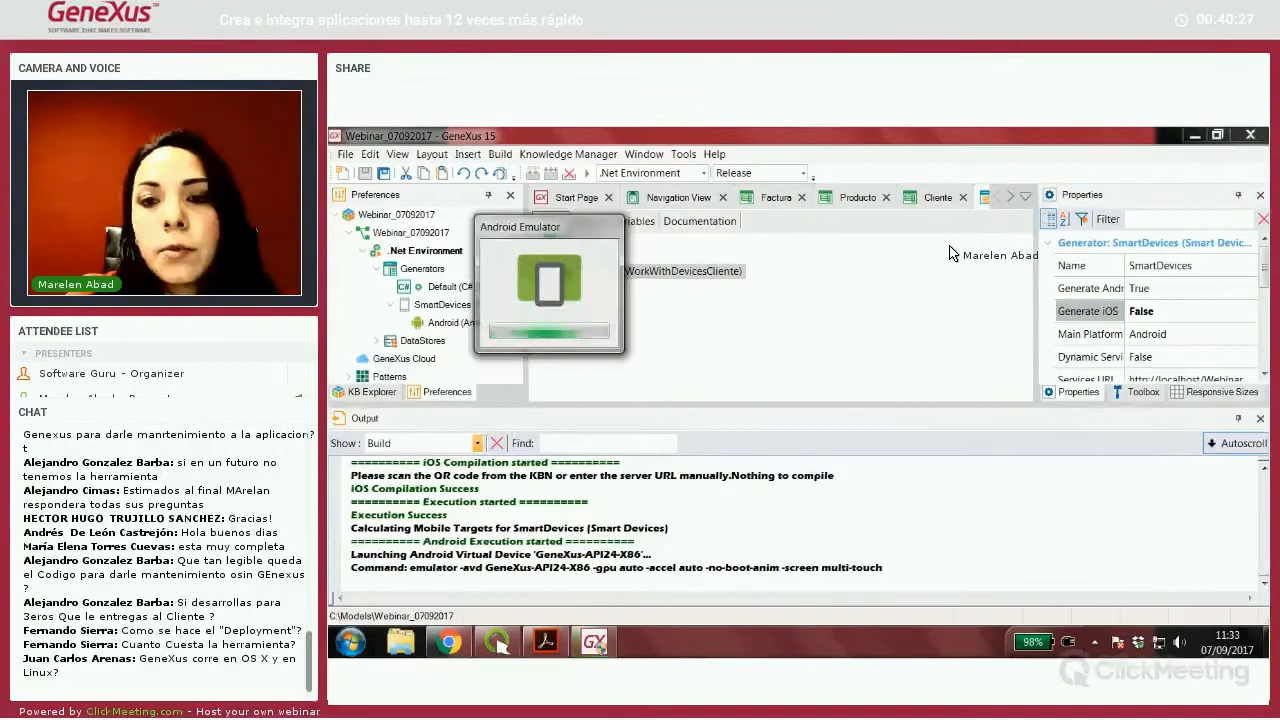 GeneXus™
SOFTWARE THAT MAKES SOFTWARE
Crea e integra aplicaciones hasta 12 veces más rápido
00:40:27
CAMERA AND VOICE
Marelen Abad
ATTENDEE LIST
PRESENTERS
Software Guru - Organizer
CHAT
Genexus para darle manrtenimiento a la aplicacion?
t
Alejandro Gonzalez Barba: si en un futuro no
tenemos la herramienta
Alejandro Cimas: Estimados al final MArelan
respondera todas sus preguntas
HECTOR HUGO TRUJILLO SANCHEZ: Gracias!
Andrés De León Castrejón: Hola buenos dias
María Elena Torres Cuevas: esta muy completa
Alejandro Gonzalez Barba: Que tan legible queda
el Codigo para darle mantenimiento osin GEnexus
?
Alejandro Gonzalez Barba: Si desarrollas para
3eros Que le entregas al Cliente ?
Fernando Sierra: Como se hace el "Deployment"?
Fernando Sierra: Cuanto Cuesta la herramienta?
Juan Carlos Arenas: GeneXus corre en OS X y en
Linux?
Powered by ClickMeeting.com - Host your own webinar
SHARE
Webinar_07092017 - GeneXus 15
File Edit View Layout Insert Build Knowledge Manager Window Tools Help
.Net Environment
Release
Preferences
Webinar_07092017
Webinar_07092017
.Net Environment
Generators
Default (C#
SmartDevices
Android (An
DataStores
GeneXus Cloud
Patterns
KB Explorer
Preferences
Start Page
Navigation View
Factura
Producto
Cliente
iables
Documentation
WorkWithDevicesCliente)
Marelen Abad
Android Emulator
Properties
Filter
Generator: SmartDevices (Smart Devic...
Name SmartDevices
Generate Andr True
Generate iOS False
Main Platform Android
Dynamic Servi False
Services URL http://localhost/Webinar
Properties
Toolbox
Responsive Sizes
Output
Show : Build
Find:
Autoscroll
========== iOS Compilation started ==========
Please scan the QR code from the KBN or enter the server URL manually.Nothing to compile
iOS Compilation Success
========== Execution started ==========
Execution Success
Calculating Mobile Targets for SmartDevices (Smart Devices)
========== Android Execution started ==========
Launching Android Virtual Device 'GeneXus-API24-X86'...
Command: emulator -avd GeneXus-API24-X86 -gpu auto -accel auto -no-boot-anim -screen multi-touch
C:\Models\Webinar_07092017
98%
11:33
07/09/2017
ClickMeeting